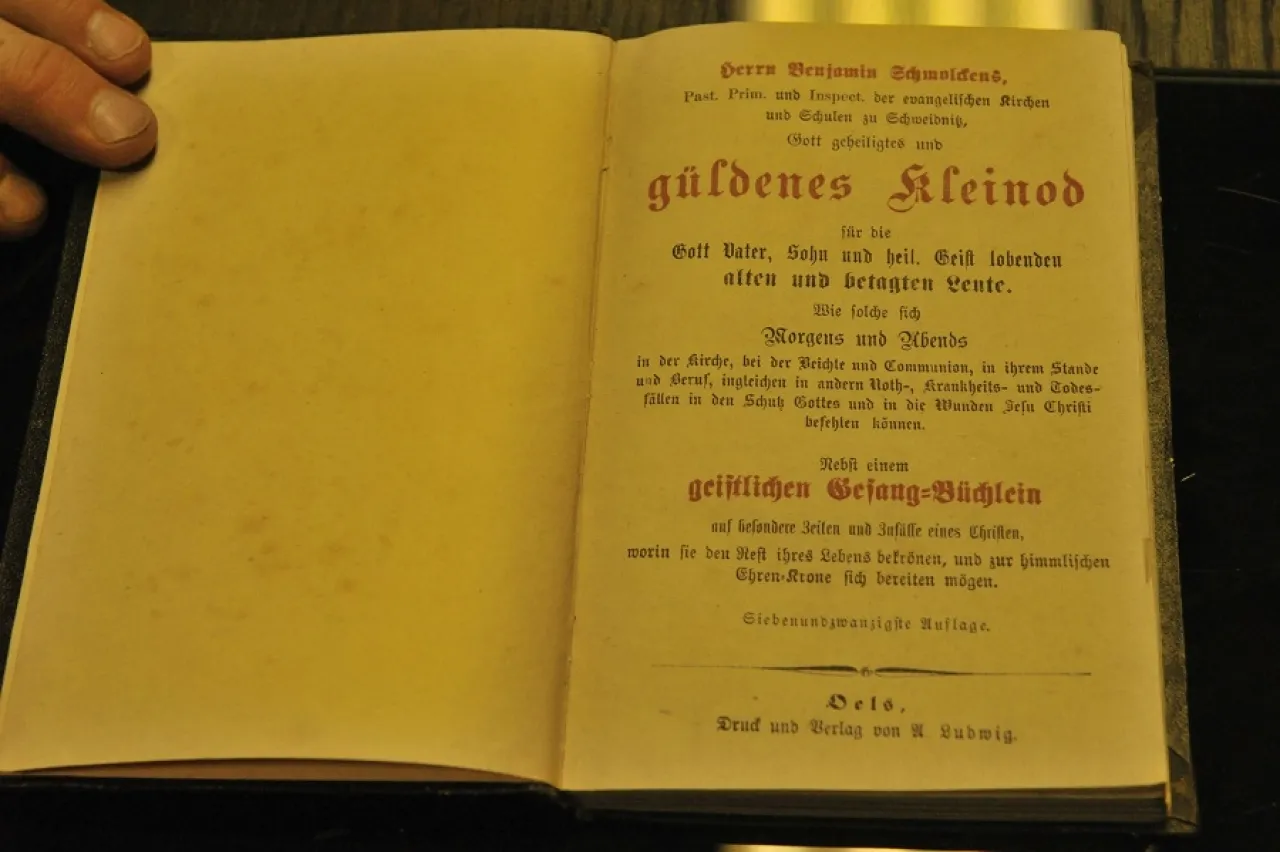 Herrn Benjamin Schmolckens,
Past. Prim. und Inspect. der evangelischen Kirchen
und Schulen zu Schweidnitz,
Gott geheiligtes und
güldenes Kleinod
für die
Gott Vater, Sohn und heil. Geist lobenden
alten und betagten Leute.
Wie solche sich
Morgens und Abends
in der Kirche, bei der Beichte und Communion, in ihrem Stande
und Beruf, ingleichen in andern Noth-, Krankheits- und Todes-
fällen in den Schutz Gottes und in die Wunden Jesu Christi
befehlen können.
Nebst einem
geistlichen Gesang-Büchlein
auf besondere Zeiten und Zufälle eines Christen,
worin sie den Rest ihres Lebens bekrönen, und zur himmlischen
Ehren-Krone sich bereiten mögen.
Siebenundzwanzigste Auflage.
Oels,
Druck und Verlag von A. Ludwig.